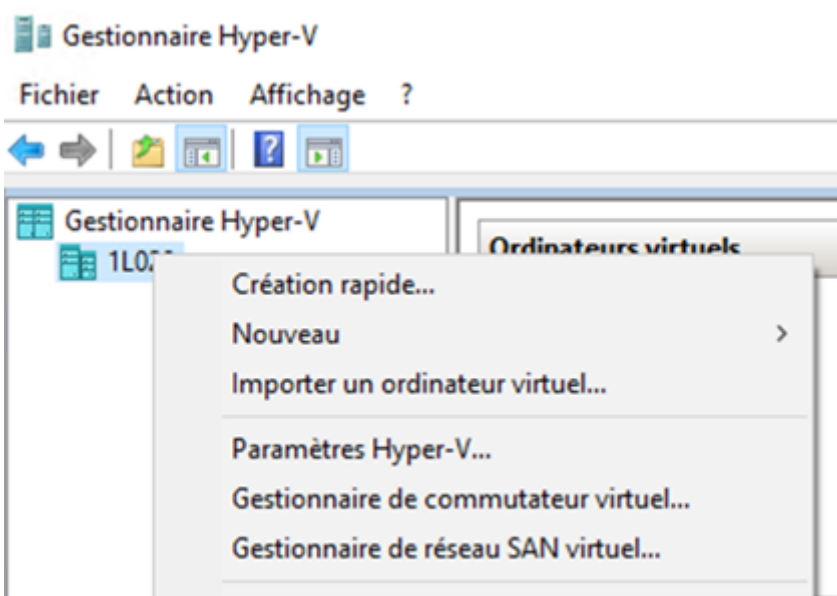 Gestionnaire Hyper-V
Fichier Action Affichage ?
Gestionnaire Hyper-V
Ordinateurs virtuels
Création rapide...
Nouveau
Importer un ordinateur virtuel...
Paramètres Hyper-V...
Gestionnaire de commutateur virtuel...
Gestionnaire de réseau SAN virtuel...